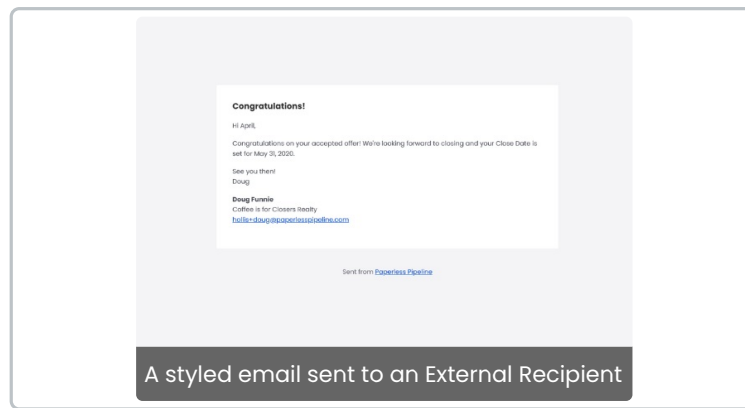 Congratulations!
Hi April,
Congratulations on your accepted offer! We're looking forward to closing and your Close Date is
set for May 31, 2020.
See you then!
Doug
Doug Funnie
Coffee is for Closers Realty
hollie+doug@paperlesspipeline.com
Sent from Paperless Pipeline
A styled email sent to an External Recipient